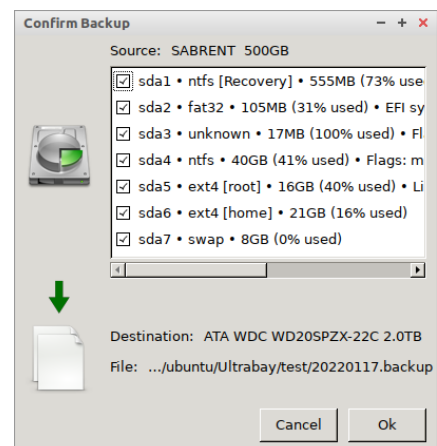 Confirm Backup
Source: SABRENT 500GB
sda1 • ntfs [Recovery] • 555MB (73% use
sda2 • fat32 • 105MB (31% used) • EFI sy
sda3 • unknown • 17MB (100% used) • Fl
sda4 • ntfs • 40GB (41% used) • Flags: m
sda5 • ext4 [root] • 16GB (40% used) • Li
sda6 • ext4 [home] • 21GB (16% used)
sda7 • swap • 8GB (0% used)
Destination: ATA WDC WD20SPZX-22C 2.0TB
File: .../ubuntu/Ultrabay/test/20220117.backup
Cancel Ok